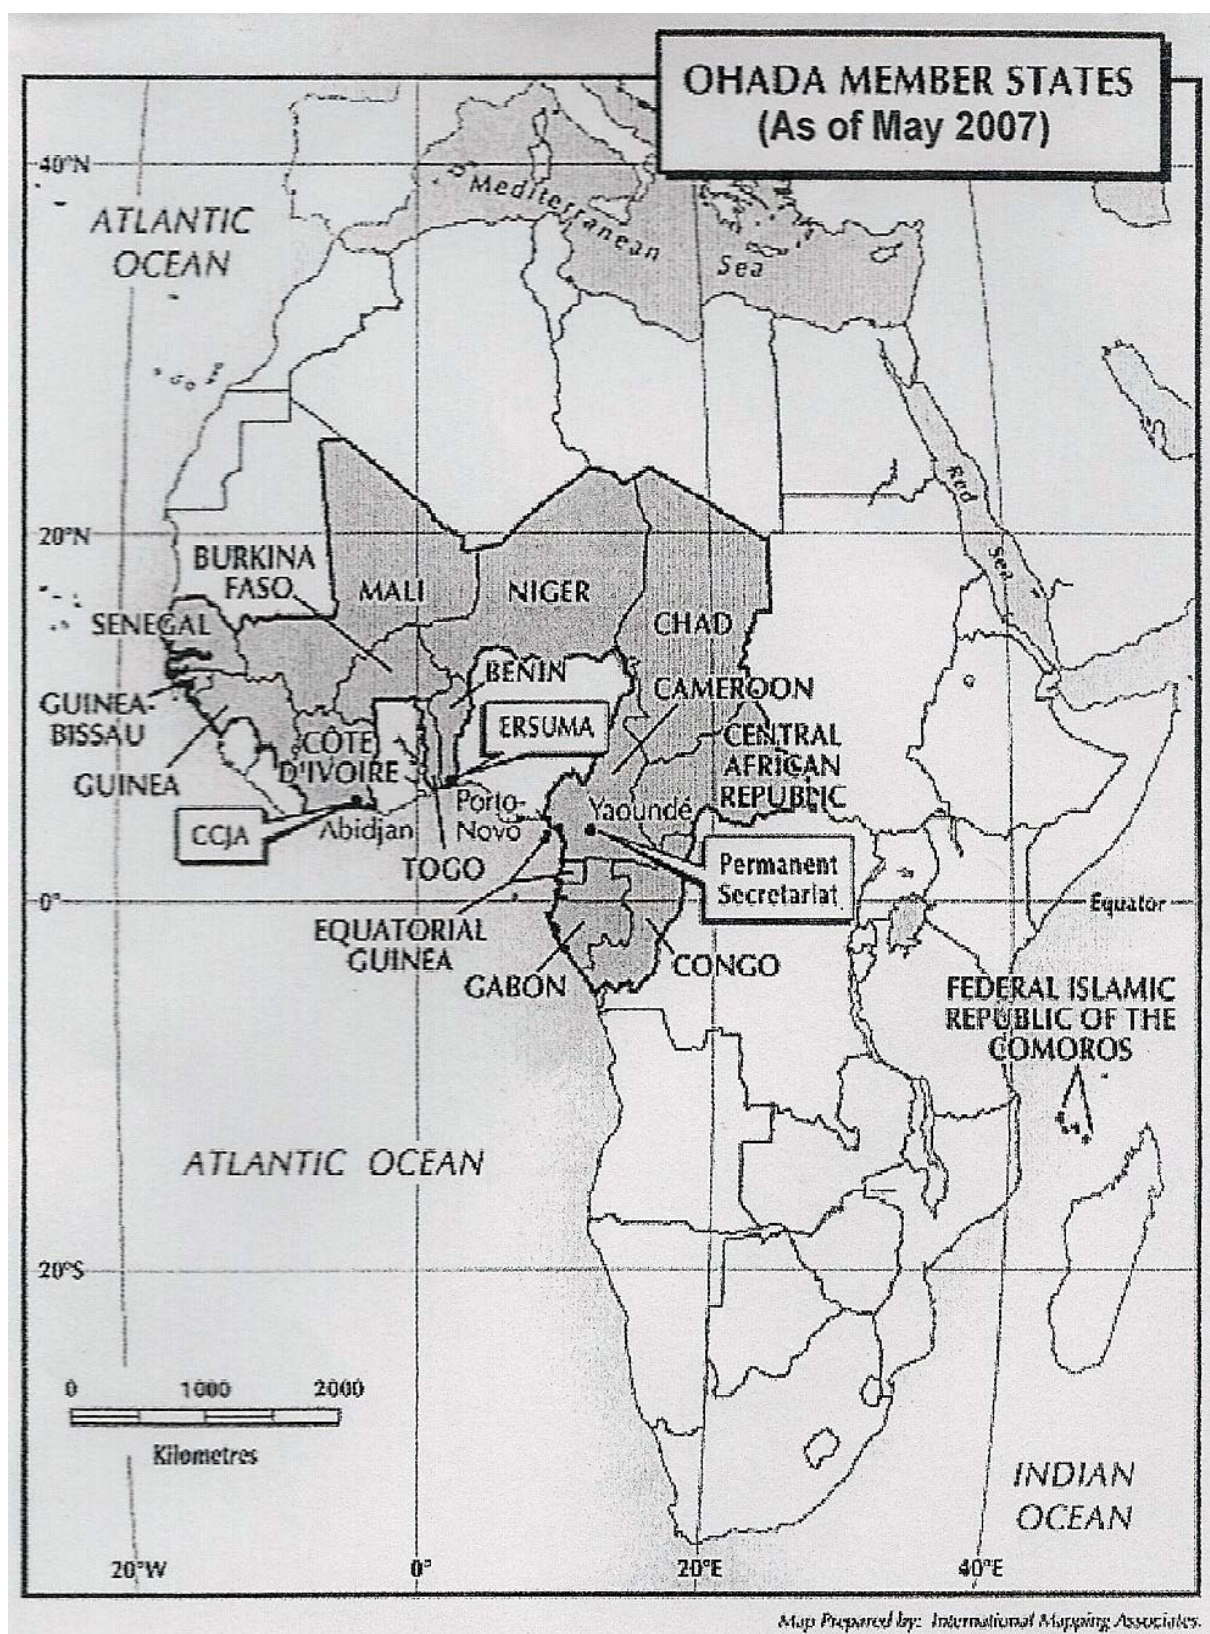 OHADA MEMBER STATES
(As of May 2007)
40°N
ATLANTIC
OCEAN
Mediterranean
Sea
Red
Sea
20°N
BURKINA
FASO
MALI
NIGER
CHAD
SENEGAL
BENIN
CAMEROON
GUINEA-
BISSAU
ERSUMA
CÔTE
D'IVOIRE
CENTRAL
AFRICAN
REPUBLIC
GUINEA
Porto-
Novo
Yaoundé
CCJA
Abidjan
TOGO
Permanent
Secretariat
0°
Equator
EQUATORIAL
GUINEA
GABON
CONGO
FEDERAL ISLAMIC
REPUBLIC OF THE
COMOROS
ATLANTIC OCEAN
20°S
0 1000 2000
Kilometres
INDIAN
OCEAN
20°W 0° 20°E 40°E
Map Prepared by: International Mapping Associates.